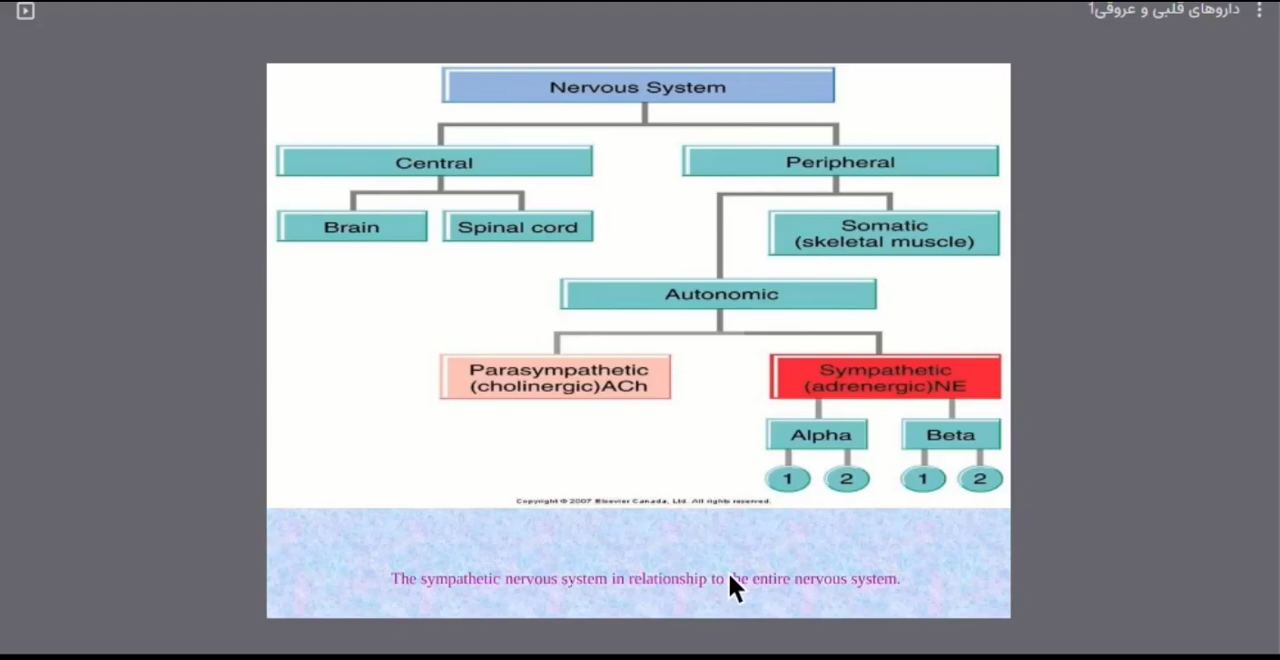 داروهای قلبی و عروقی1
Nervous System
Central
Peripheral
Brain
Spinal cord
Somatic
(skeletal muscle)
Autonomic
Parasympathetic
(cholinergic)ACh
Sympathetic
(adrenergic)NE
Alpha
Beta
1
2
1
2
Copyright © 2007 Elsevier Canada, Ltd. All rights reserved.
The sympathetic nervous system in relationship to the entire nervous system.